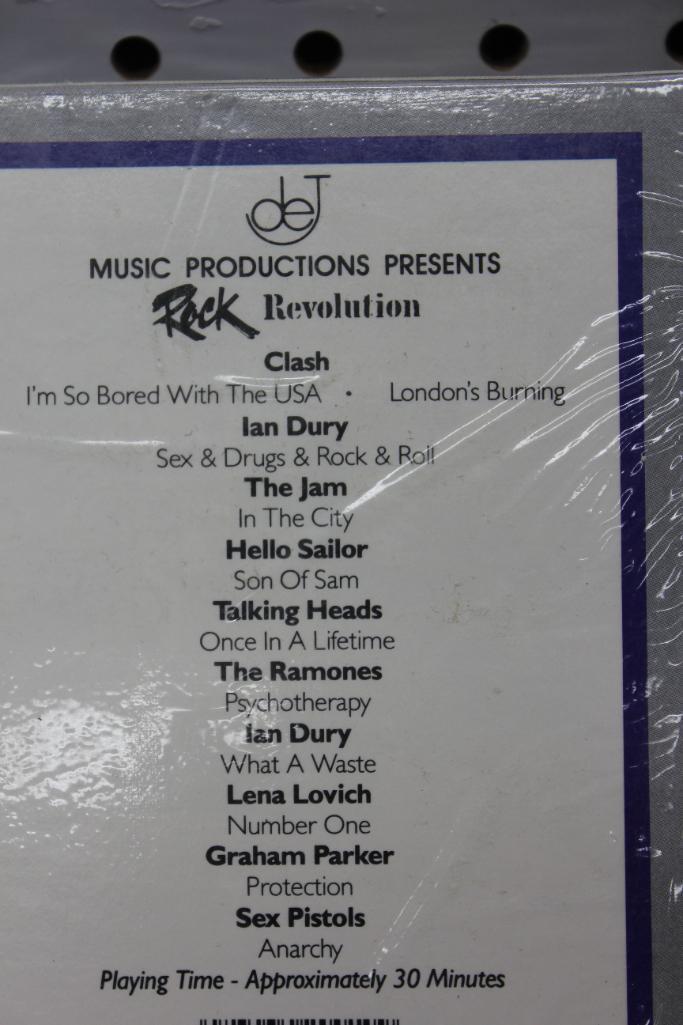 deJ
MUSIC PRODUCTIONS PRESENTS
Rock Revolution
Clash
I'm So Bored With The USA • London's Burning
Ian Dury
Sex & Drugs & Rock & Roll
The Jam
In The City
Hello Sailor
Son Of Sam
Talking Heads
Once In A Lifetime
The Ramones
Psychotherapy
Ian Dury
What A Waste
Lena Lovich
Number One
Graham Parker
Protection
Sex Pistols
Anarchy
Playing Time - Approximately 30 Minutes